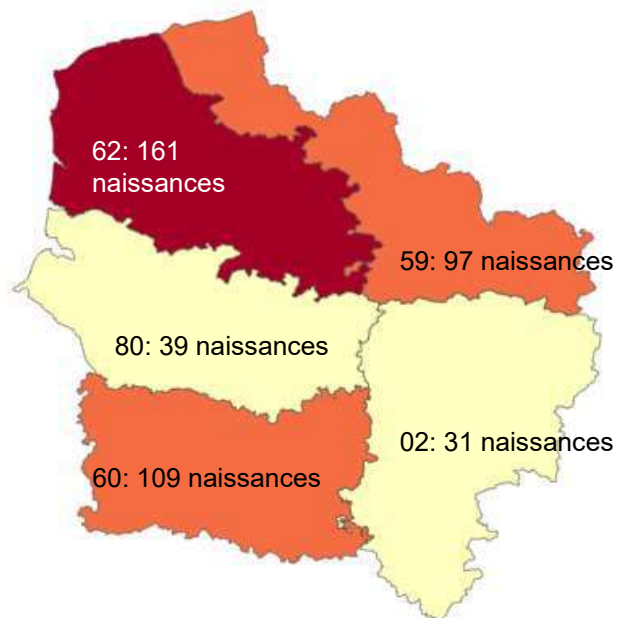 62: 161
naissances
59: 97 naissances
80: 39 naissances
02: 31 naissances
60: 109 naissances